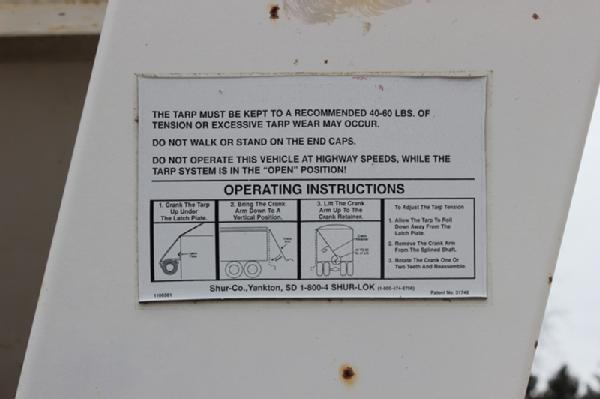 THE TARP MUST BE KEPT TO A RECOMMENDED 40-60 LBS. OF
TENSION OR EXCESSIVE TARP WEAR MAY OCCUR.
DO NOT WALK OR STAND ON THE END CAPS.
DO NOT OPERATE THIS VEHICLE AT HIGHWAY SPEEDS, WHILE THE
TARP SYSTEM IS IN THE "OPEN" POSITION!
OPERATING INSTRUCTIONS
1. Crank The Tarp
Up Under
The Latch Plate.
2. Bring The Crank
Arm Down To A
Vertical Position.
3. Lift The Crank
Arm Up To The
Crank Retainer.
To Adjust The Tarp Tension
1. Allow The Tarp To Roll
Down Away From The
Latch Plate.
2. Remove The Crank Arm
From The Splined Shaft.
3. Rotate The Crank One Or
Two Teeth And Reassemble
Shur-Co., Yankton, SD 1-800-4 SHUR-LOK
Patent No.